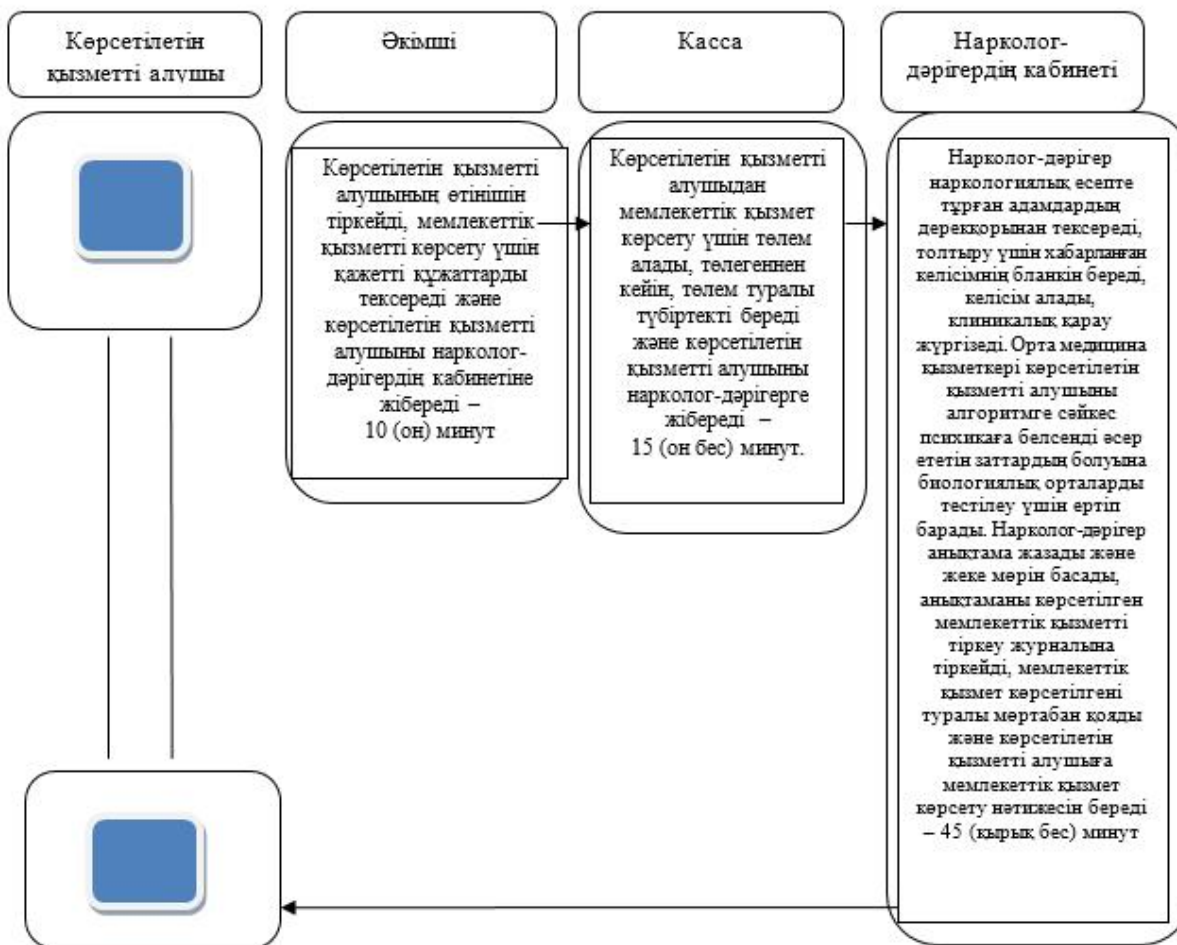 Көрсетілетін
қызметті алушы
Әкімші
Касса
Нарколог-
дәрігердің кабинеті
Көрсетілетін қызметті
алушының өтінішін
тіркейді, мемлекеттік
қызметті көрсету үшін
қажетті құжаттарды
тексереді және
көрсетілетін қызметті
алушыны нарколог-
дәрігердің кабинетіне
жібереді –
10 (он) минут
Көрсетілетін қызметті
алушыдан
мемлекеттік қызмет
көрсету үшін төлем
алады, төлегеннен
кейін, төлем туралы
түбіртекті береді
және көрсетілетін
қызметті алушыны
нарколог-дәрігерге
жібереді –
15 (он бес) минут.
Нарколог-дәрігер
наркологиялық есепте
тұрған адамдардың
дерекқорынан тексереді,
толтыру үшін хабарланған
келісімнің бланкін береді,
келісім алады,
клиникалық қарау
жүргізеді. Орта медицина
қызметкері көрсетілетін
қызметті алушыны
алгоритмге сәйкес
психикаға белсенді әсер
ететін заттардың болуына
биологиялық орталарды
тестілеу үшін ертіп
барады. Нарколог-дәрігер
анықтама жазады және
жеке мөрін басады,
анықтаманы көрсетілген
мемлекеттік қызметті
тіркеу журналына
тіркейді, мемлекеттік
қызмет көрсетілгені
туралы мөртабан қояды
және көрсетілетін
қызметті алушыға
мемлекеттік қызмет
көрсету нәтижесін береді
– 45 (қырық бес) минут